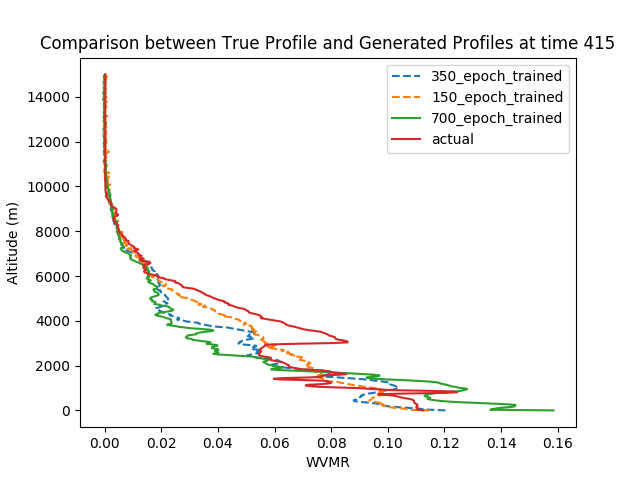 Comparison between True Profile and Generated Profiles at time 415
350_epoch_trained
150_epoch_trained
700_epoch_trained
actual
Altitude (m)
14000
12000
10000
8000
6000
4000
2000
0
0.00 0.02 0.04 0.06 0.08 0.10 0.12 0.14 0.16
WVMR